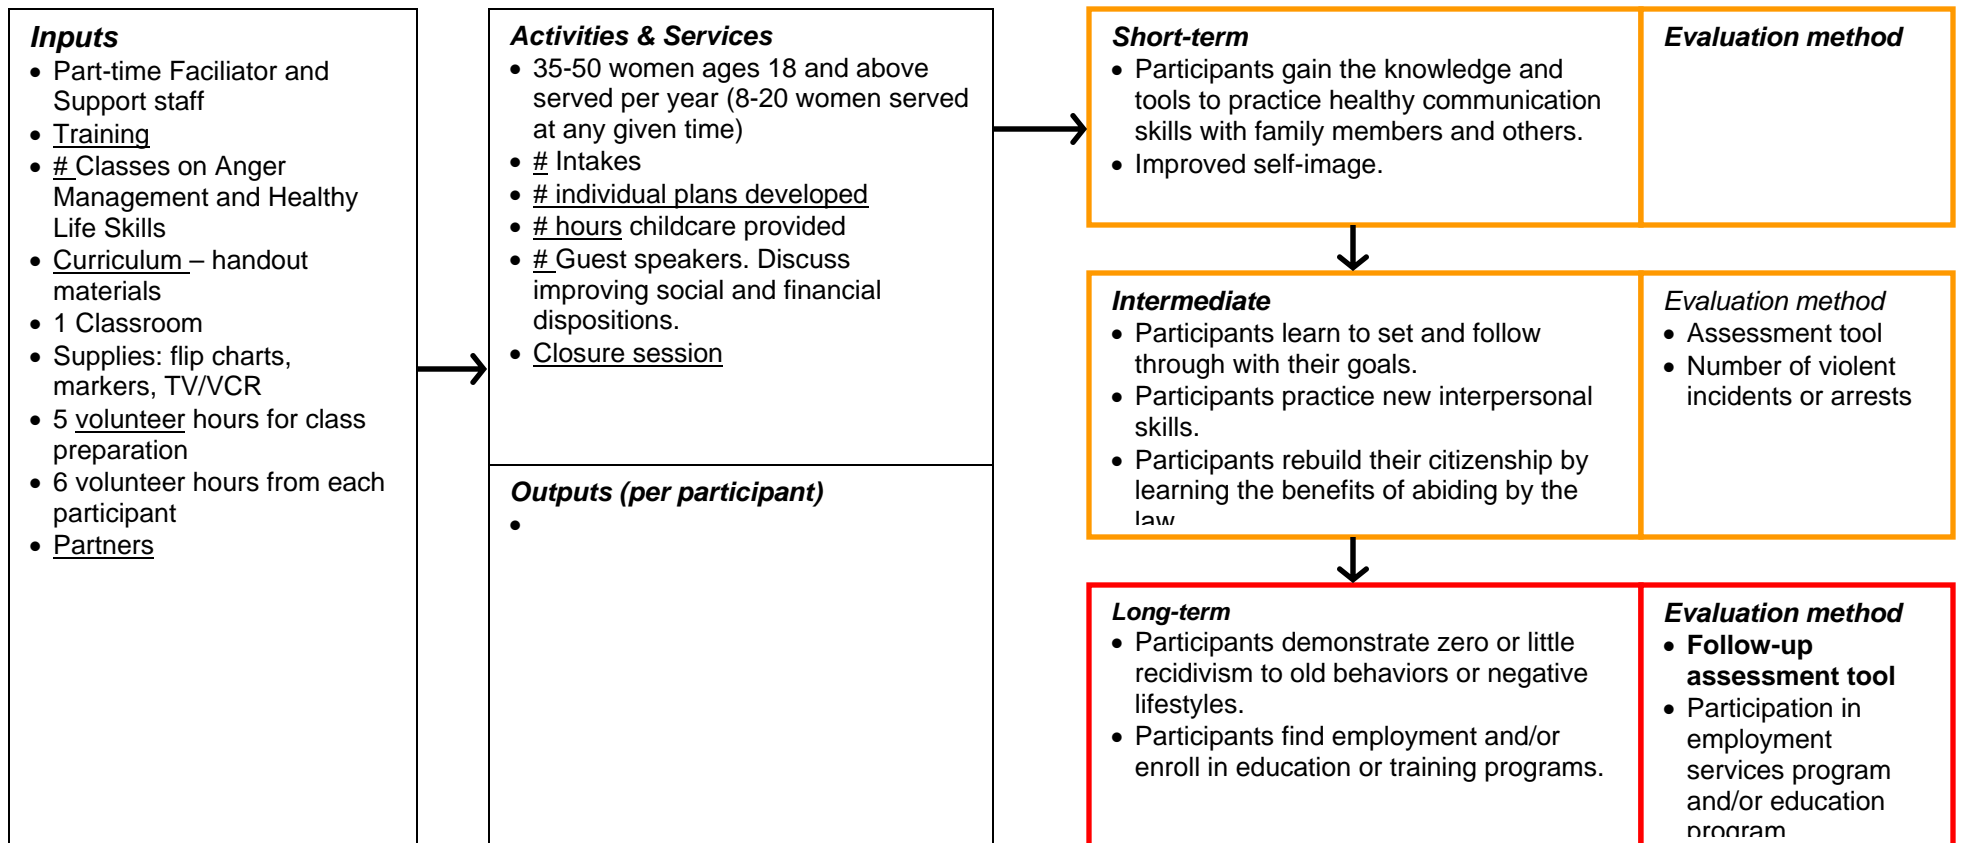 Inputs
• Part-time Faciliator and
Support staff
• Training
• # Classes on Anger
Management and Healthy
Life Skills
• Curriculum – handout
materials
• 1 Classroom
• Supplies: flip charts,
markers, TV/VCR
• 5 volunteer hours for class
preparation
• 6 volunteer hours from each
participant
• Partners
Activities & Services
• 35-50 women ages 18 and above
served per year (8-20 women served
at any given time)
• # Intakes
• # individual plans developed
• # hours childcare provided
• # Guest speakers. Discuss
improving social and financial
dispositions.
• Closure session
Outputs (per participant)
•
Short-term
• Participants gain the knowledge and
tools to practice healthy communication
skills with family members and others.
• Improved self-image.
Evaluation method
Intermediate
• Participants learn to set and follow
through with their goals.
• Participants practice new interpersonal
skills.
• Participants rebuild their citizenship by
learning the benefits of abiding by the
law
Evaluation method
• Assessment tool
• Number of violent
incidents or arrests
Long-term
• Participants demonstrate zero or little
recidivism to old behaviors or negative
lifestyles.
• Participants find employment and/or
enroll in education or training programs.
Evaluation method
• Follow-up
assessment tool
• Participation in
employment
services program
and/or education
program